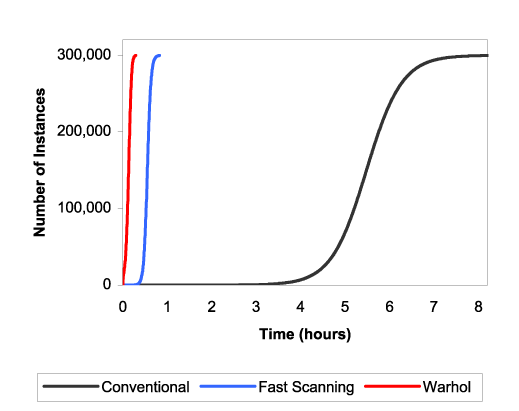 300,000
200,000
100,000
0
Number of Instances
0 1 2 3 4 5 6 7 8
Time (hours)
Conventional Fast Scanning Warhol